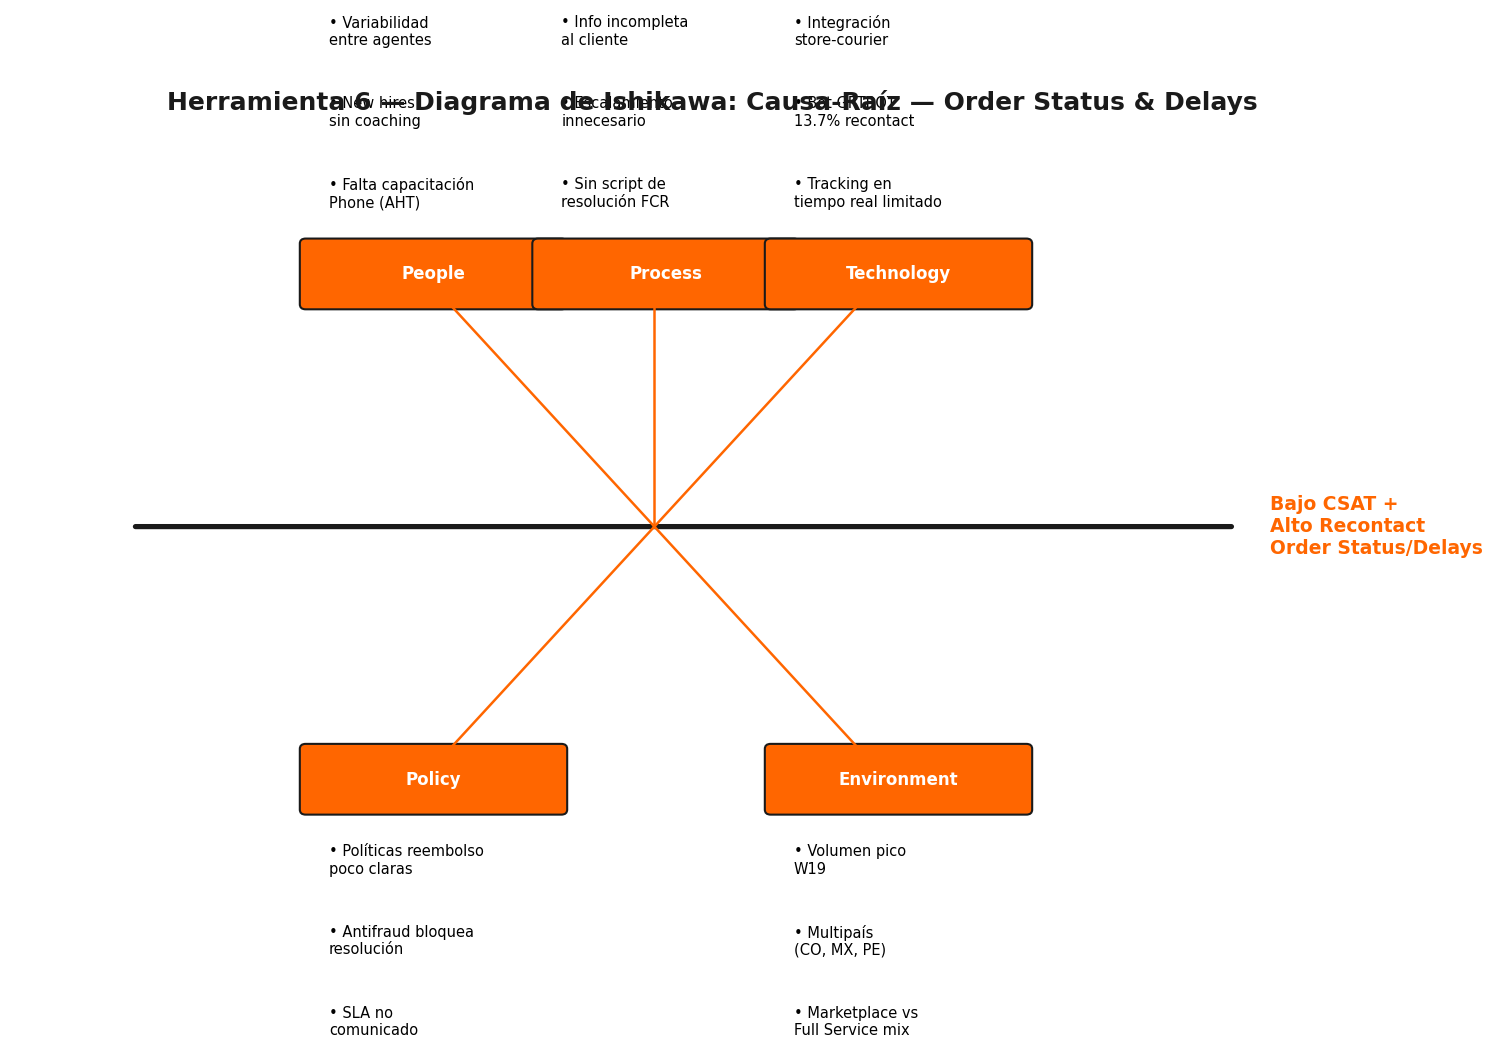 • Variabilidad
entre agentes
• Info incompleta
al cliente
• Integración
store-courier
Herramienta 6 — Diagrama de Ishikawa: Causa-Raíz — Order Status & Delays
• New hires
sin coaching
• Escalamiento
innecesario
13.7% recontact
• Falta capacitación
Phone (AHT)
• Sin script de
resolución FCR
• Tracking en
tiempo real limitado
People
Process
Technology
Bajo CSAT +
Alto Recontact
Order Status/Delays
Policy
Environment
• Políticas reembolso
poco claras
• Volumen pico
W19
• Antifraud bloquea
resolución
• Multipaís
(CO, MX, PE)
• SLA no
comunicado
• Marketplace vs
Full Service mix